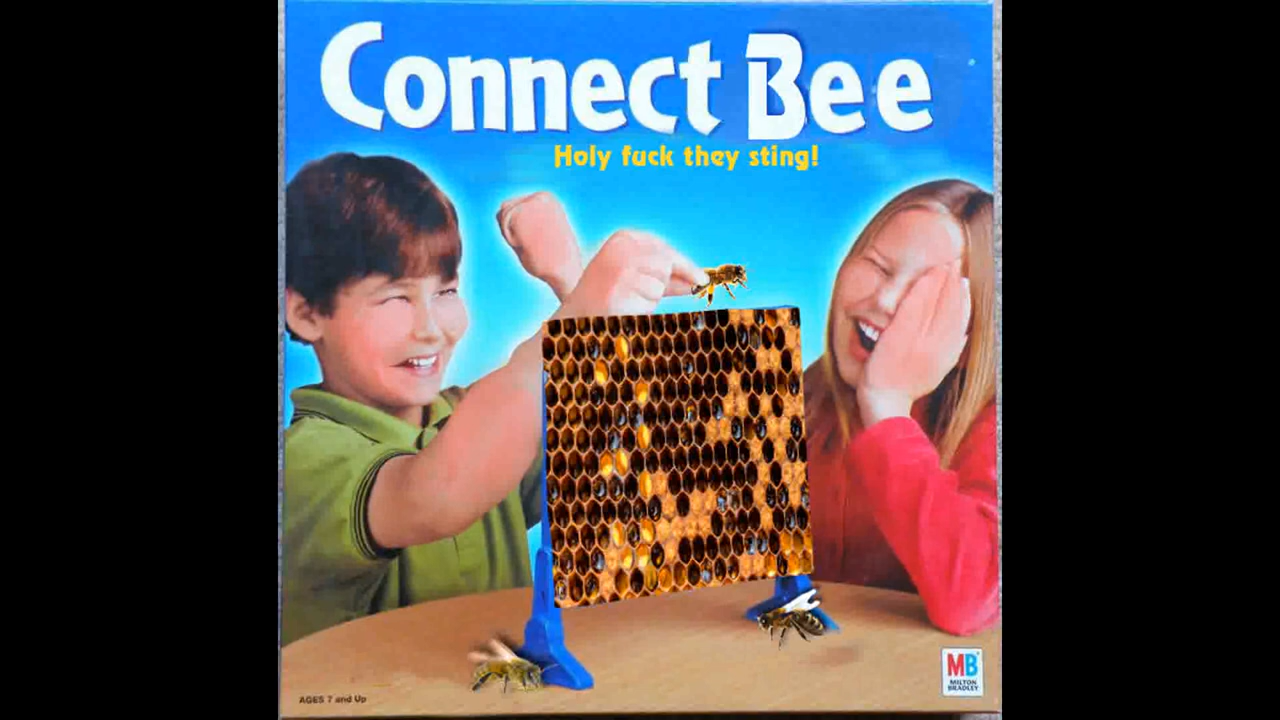 Connect Bee
Holy fuck they sting!
AGES 7 and Up
MB
MILTON
BRADLEY